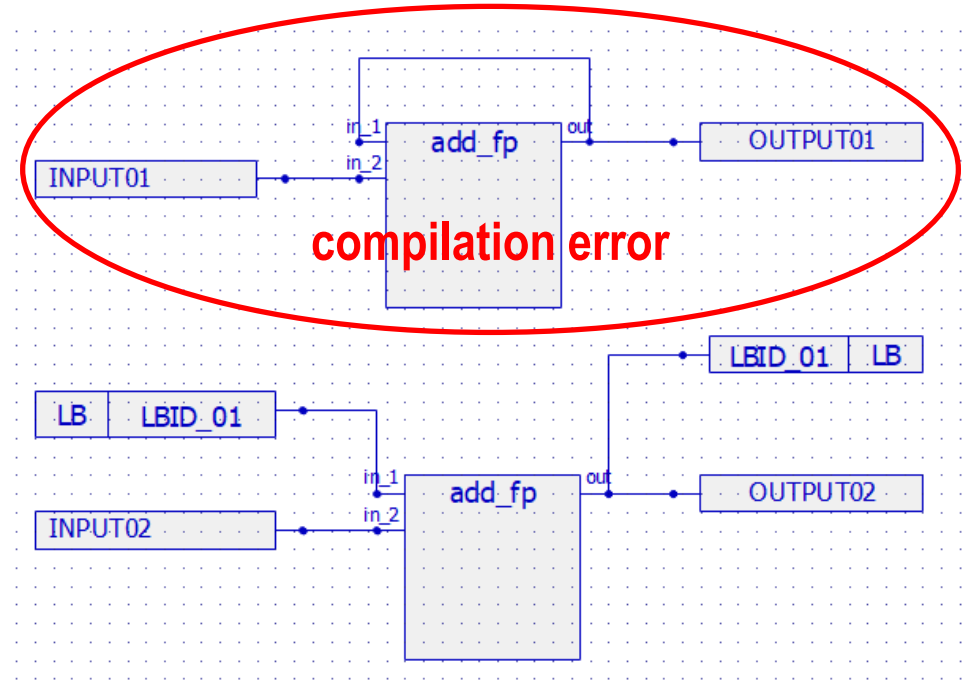 in_1
add_fp
out
OUTPUT01
in_2
INPUT01
compilation error
LBID_01 LB
LB LBID_01
in_1
add_fp
out
OUTPUT02
in_2
INPUT02